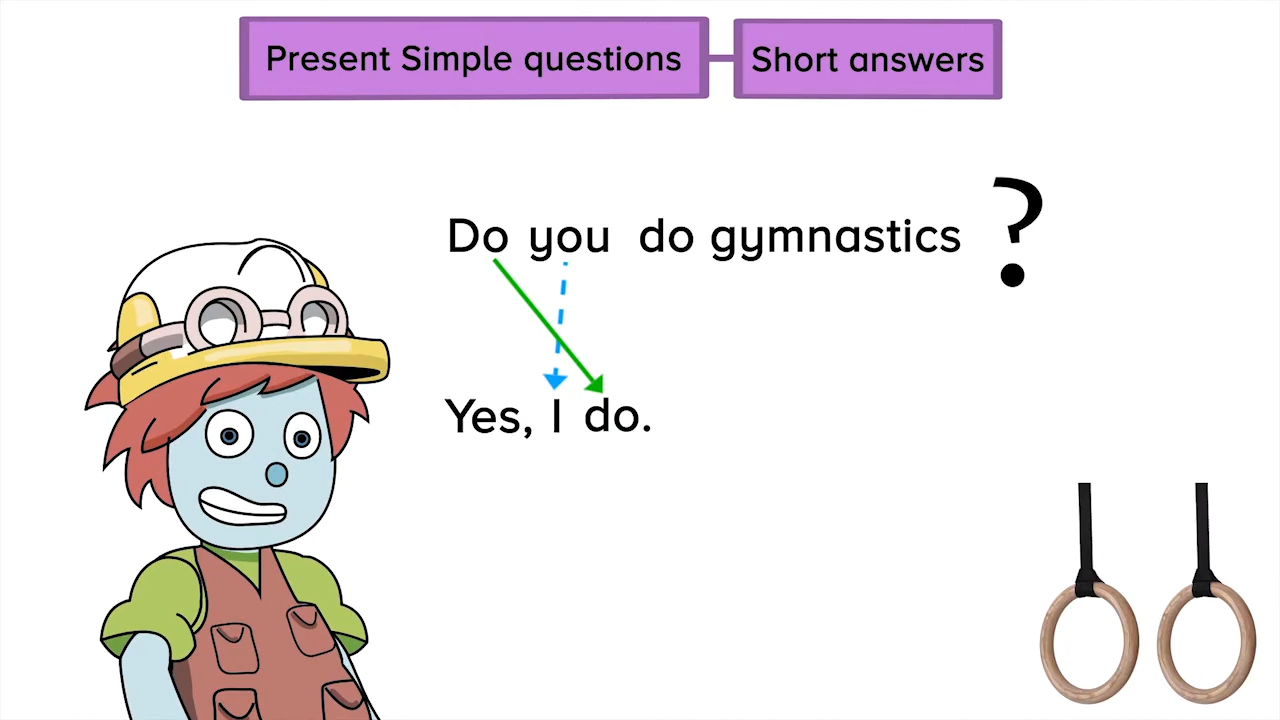 Present Simple questions Short answers
Do you do gymnastics ?
Yes, I do.